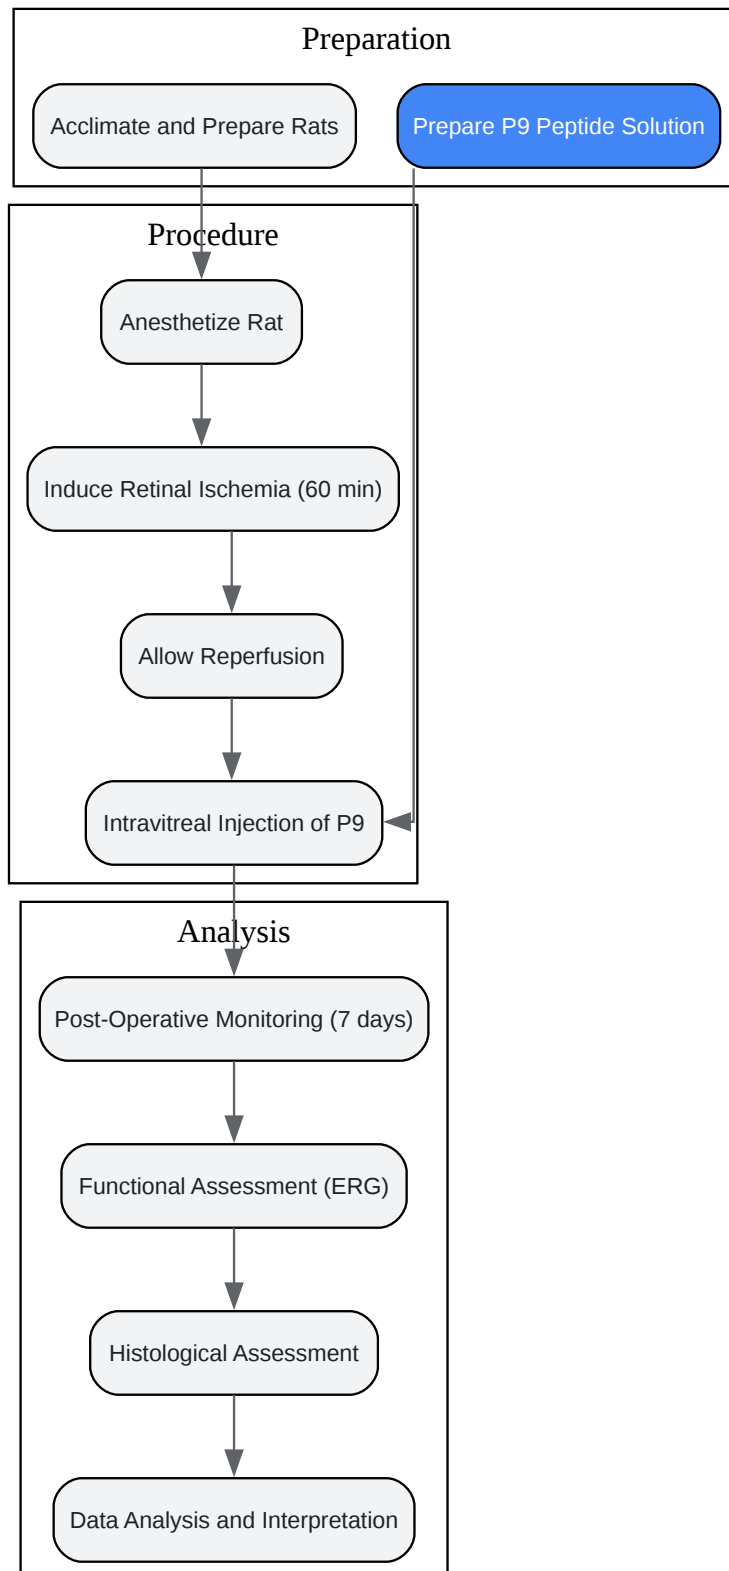 Preparation
Acclimate and Prepare Rats
Prepare P9 Peptide Solution
Procedure
Anesthetize Rat
Induce Retinal Ischemia (60 min)
Allow Reperfusion
Intravitreal Injection of P9
Analysis
Post-Operative Monitoring (7 days)
Functional Assessment (ERG)
Histological Assessment
Data Analysis and Interpretation